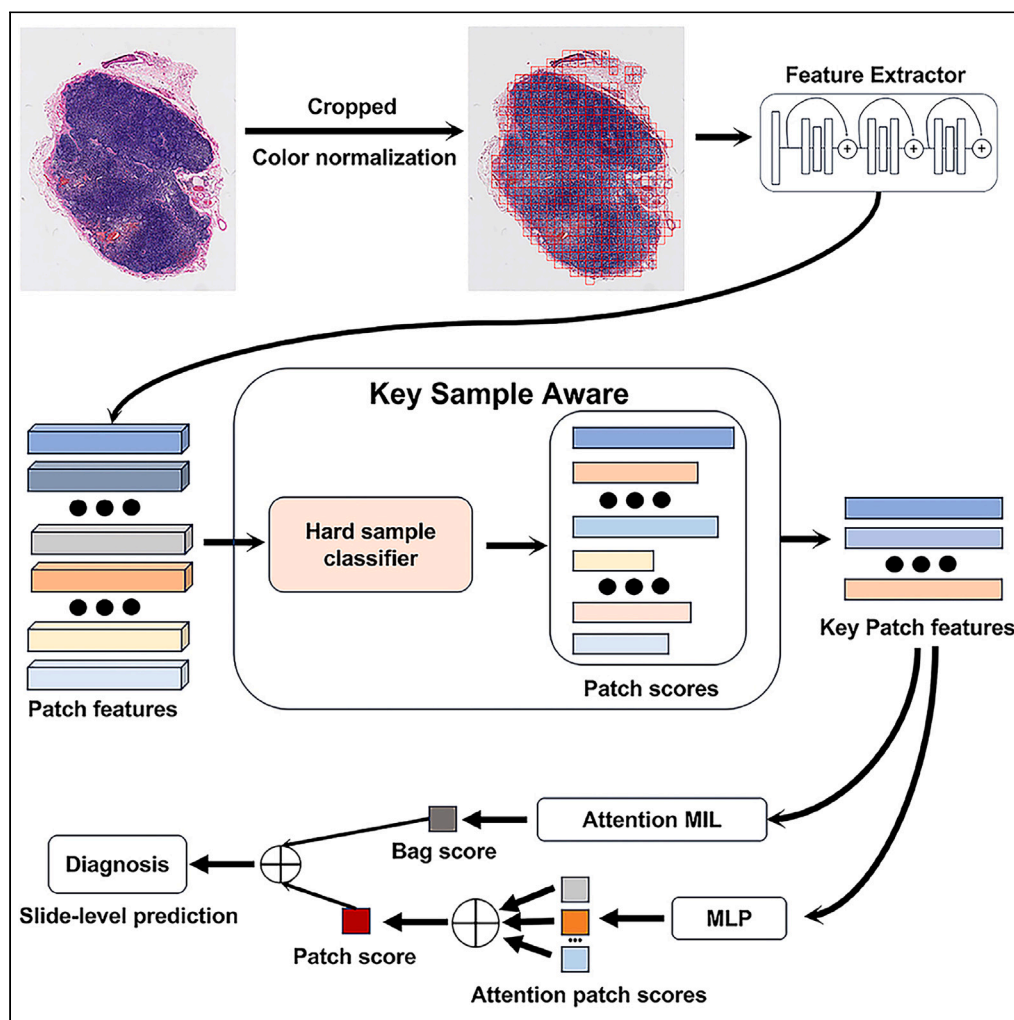 Cropped
Color normalization
Feature Extractor
+
+
+
Key Sample Aware
Hard sample
classifier
Patch scores
Patch features
Key Patch features
Attention MIL
Bag score
Diagnosis
Slide-level prediction
MLP
Patch score
Attention patch scores